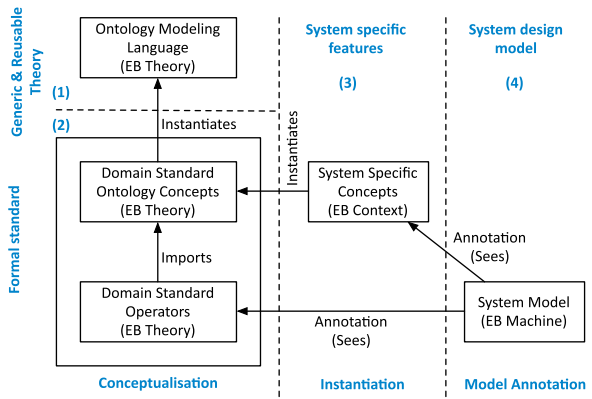 Generic & Reusable
Theory
Ontology Modeling
Language
(EB Theory)
(1)
System specific
features
(3)
System design
model
(4)
(2)
Instantiates
Formal standard
Domain Standard
Ontology Concepts
(EB Theory)
Instantiates
System Specific
Concepts
(EB Context)
Imports
Annotation
(Sees)
Domain Standard
Operators
(EB Theory)
Annotation
(Sees)
System Model
(EB Machine)
Conceptualisation
Instantiation
Model Annotation